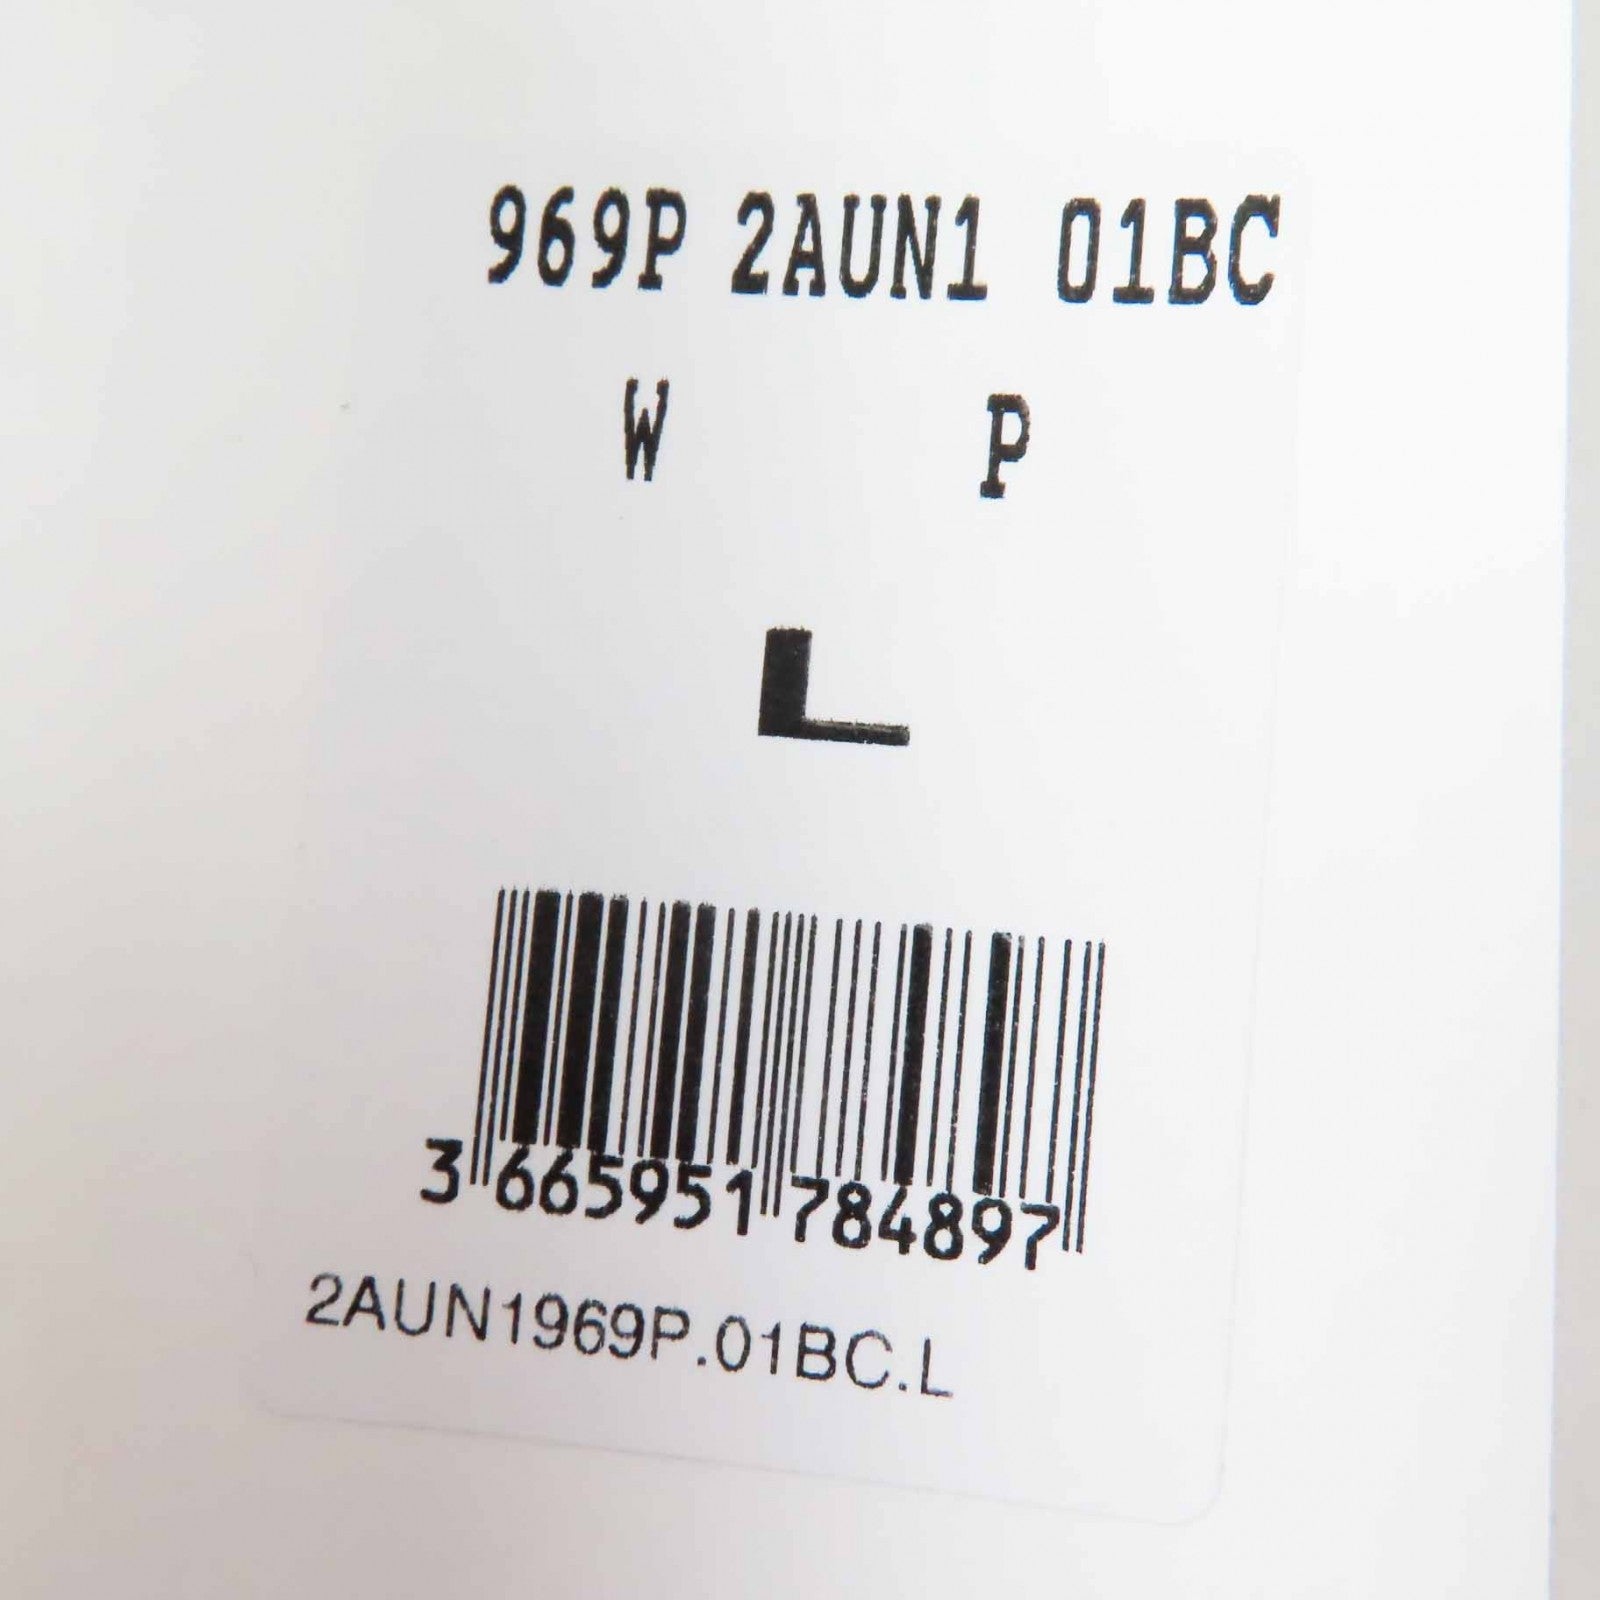 969P 2AUN1 01BC
W P
L
3 665951 784897
2AUN1969P.01BC.L